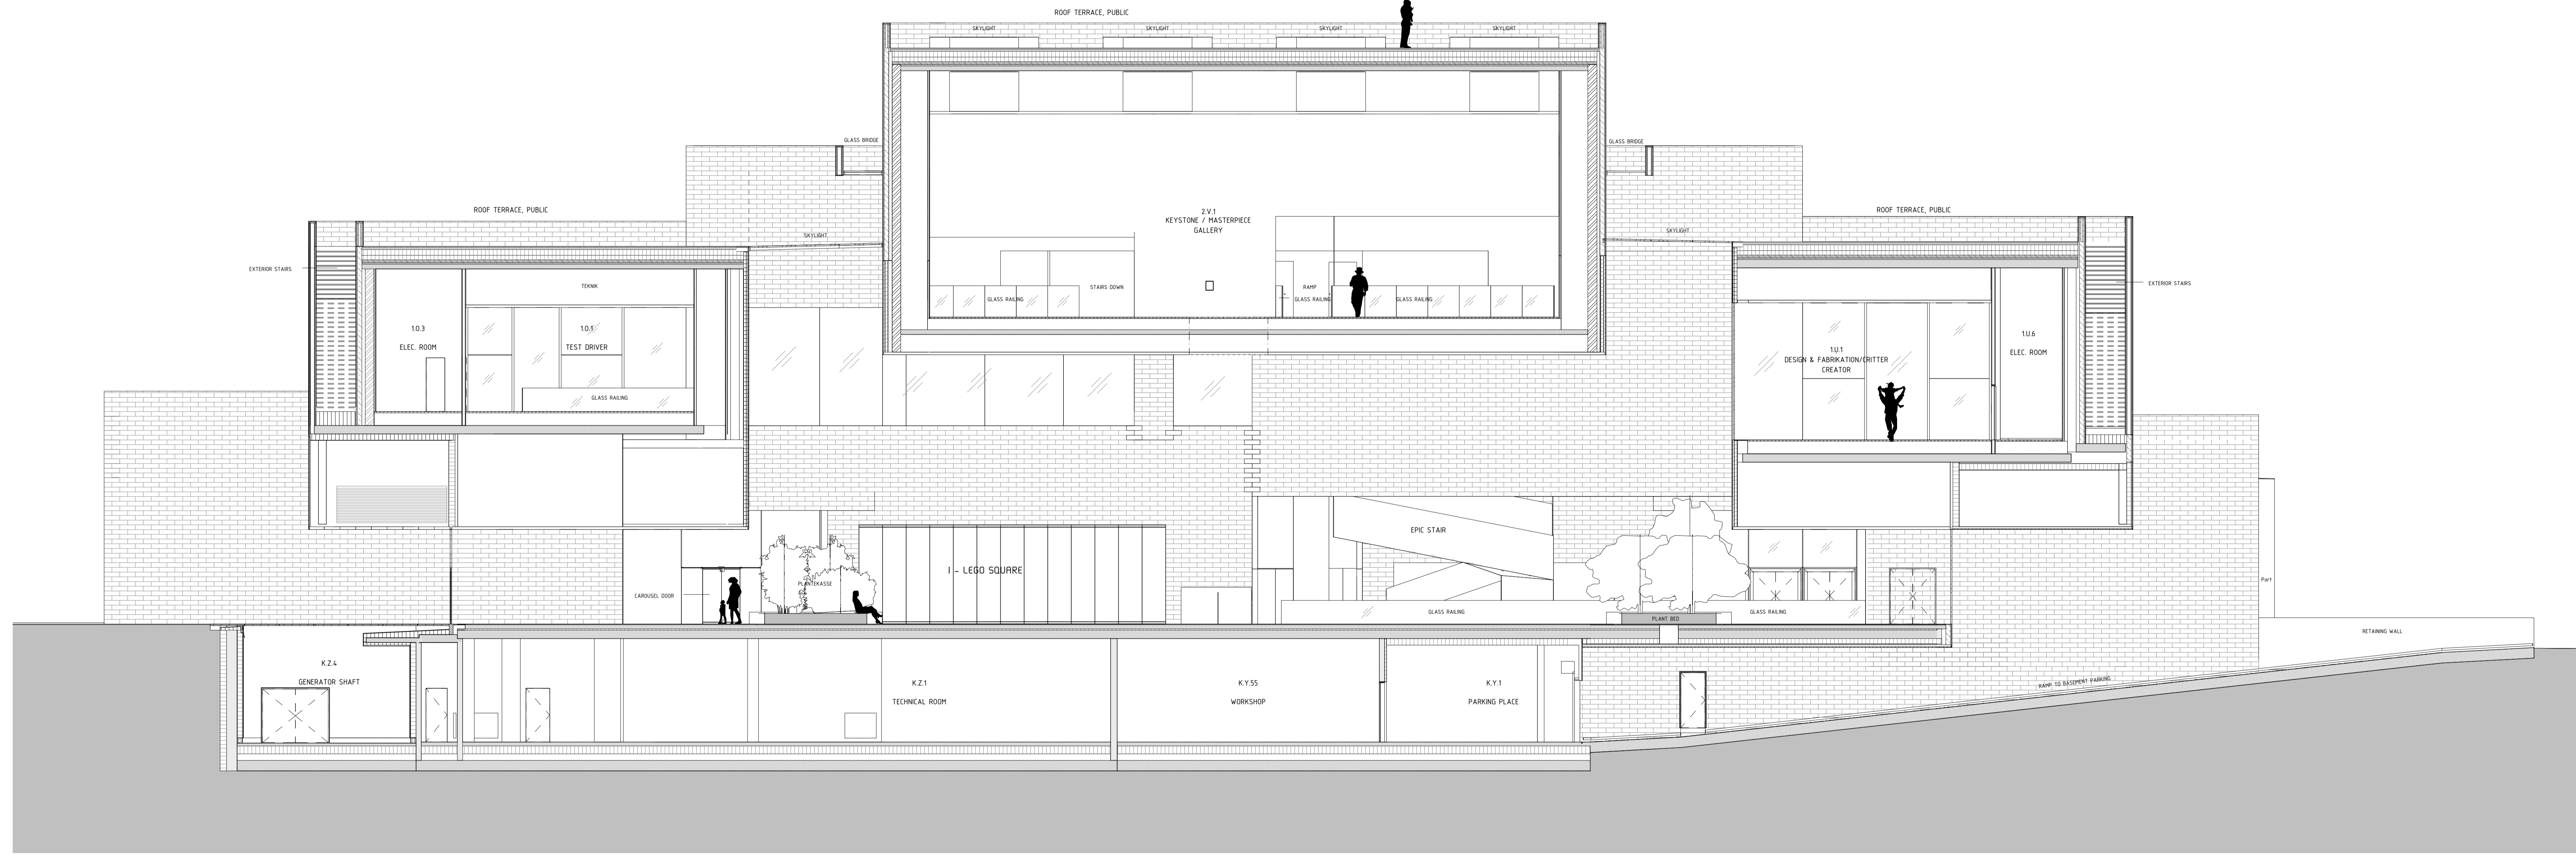 ROOF TERRACE, PUBLIC
SKYLIGHT
SKYLIGHT
SKYLIGHT
SKYLIGHT
GLASS BRIDGE
GLASS BRIDGE
ROOF TERRACE, PUBLIC
2.V.1
KEYSTONE / MASTERPIECE
GALLERY
ROOF TERRACE, PUBLIC
SKYLIGHT
SKYLIGHT
EXTERIOR STAIRS
EXTERIOR STAIRS
TEKNIK
STAIRS DOWN
RAMP
GLASS RAILING
GLASS RAILING
GLASS RAILING
1.O.3
ELEC. ROOM
1.O.1
TEST DRIVER
GLASS RAILING
1.U.1
DESIGN & FABRIKATION/CRITTER
CREATOR
1.U.6
ELEC. ROOM
EPIC STAIR
I - LEGO SQUARE
PLANTEKASSE
CAROUSEL DOOR
GLASS RAILING
GLASS RAILING
PLANT BED
Port
RETAINING WALL
K.Z.4
GENERATOR SHAFT
K.Z.1
TECHNICAL ROOM
K.Y.55
WORKSHOP
K.Y.1
PARKING PLACE
RAMP TO BASEMENT PARKING